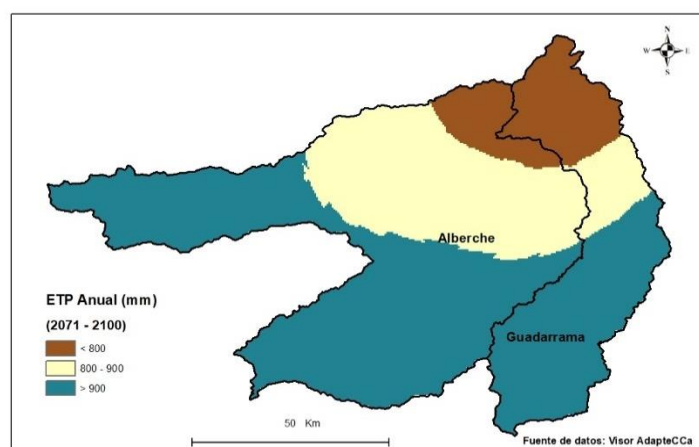 N
W E
S
Alberche
Guadarrama
ETP Anual (mm)
(2071 - 2100)
< 800
800 - 900
> 900
50 Km
Fuente de datos: Visor AdapteCCa